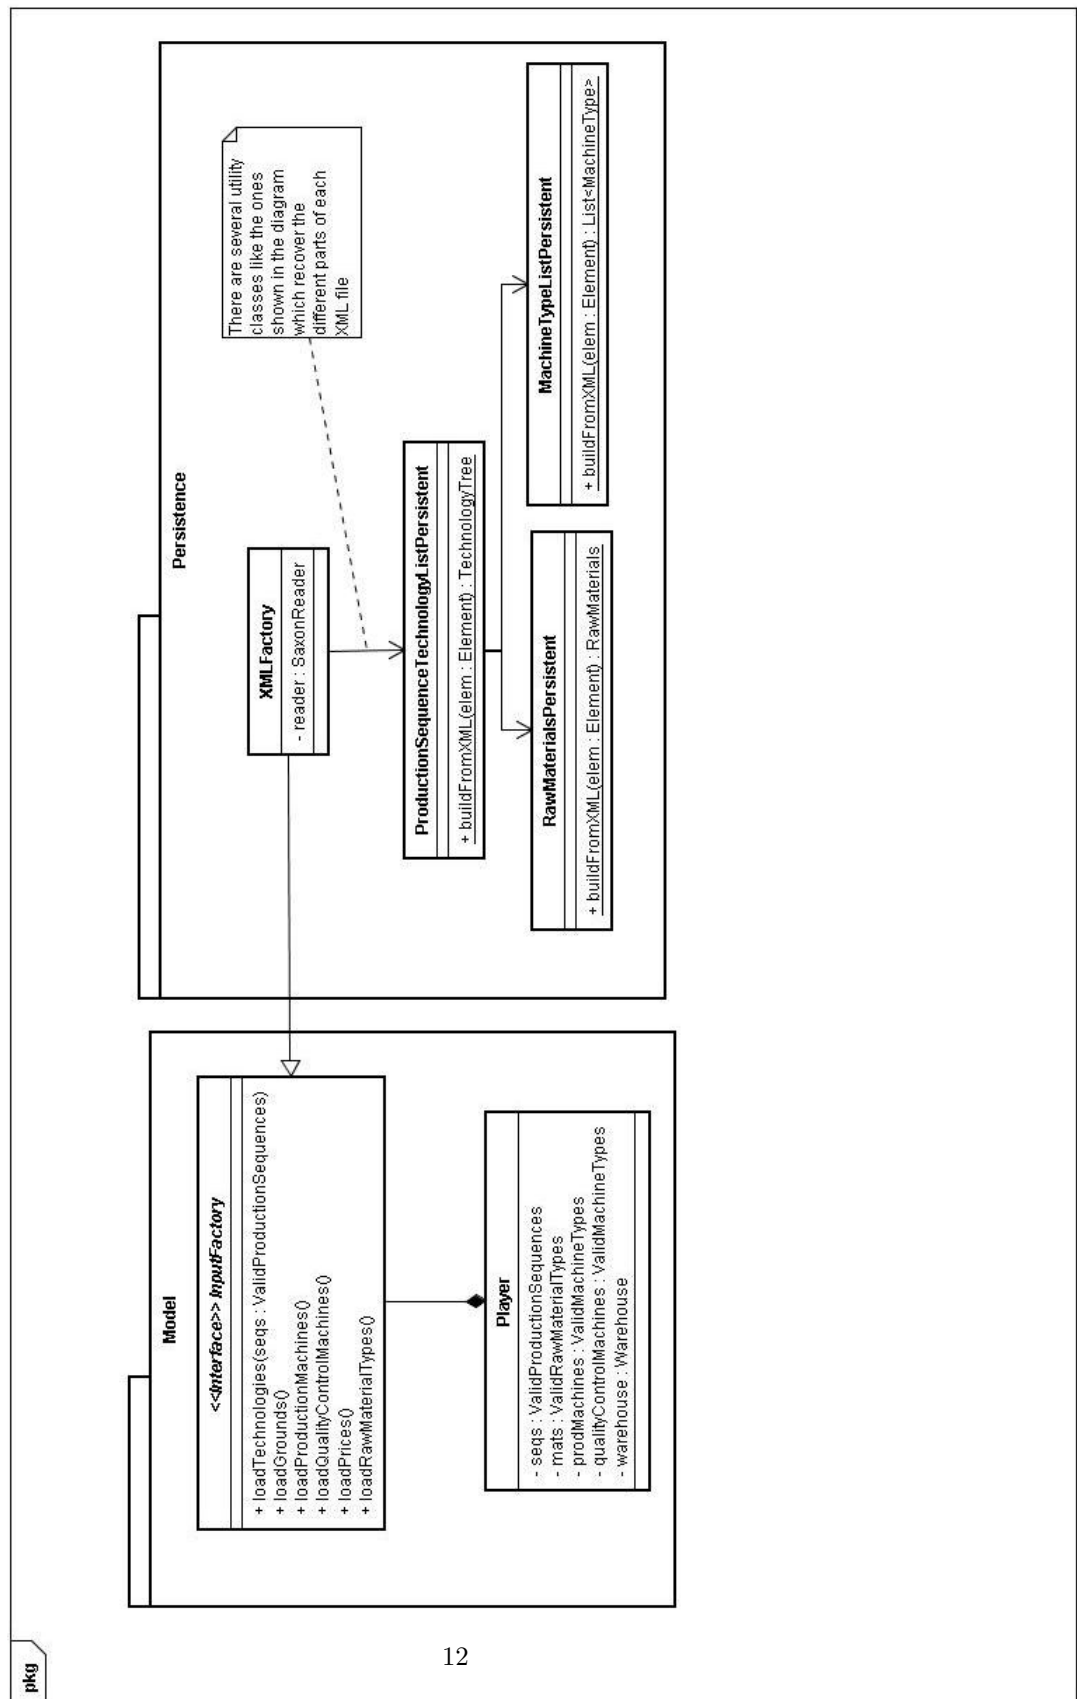 pkg
Model
<<Interface>> InputFactory
+ loadTechnologies(seqs : ValidProductionSequences)
+ loadGrounds()
+ loadProductionMachines()
+ loadQualityControlMachines()
+ loadPrices()
+ loadRawMaterialTypes()
Player
- seqs : ValidProductionSequences
- mats : ValidRawMaterialTypes
- prodMachines : ValidMachineTypes
- qualityControlMachines : ValidMachineTypes
- warehouse : Warehouse
Persistence
XMLFactory
- reader : SaxonReader
There are several utility
classes like the ones
shown in the diagram
which recover the
different parts of each
XML file
ProductionSequenceTechnologyListPersistent
+ buildFromXML(elem : Element) : TechnologyTree
RawMaterialsPersistent
+ buildFromXML(elem : Element) : RawMaterials
MachineTypeListPersistent
+ buildFromXML(elem : Element) : List<MachineType>
12